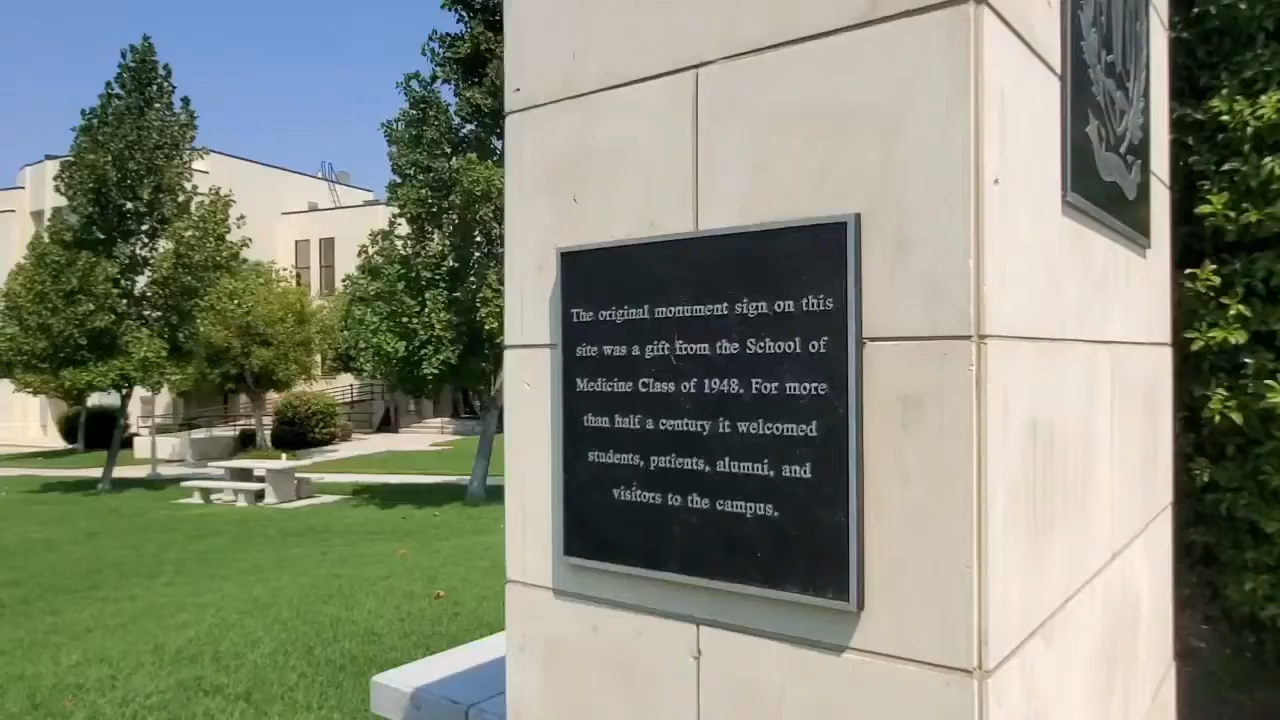 The original monument sign on this
site was a gift from the School of
Medicine Class of 1948. For more
than half a century it welcomed
students, patients, alumni, and
visitors to the campus.